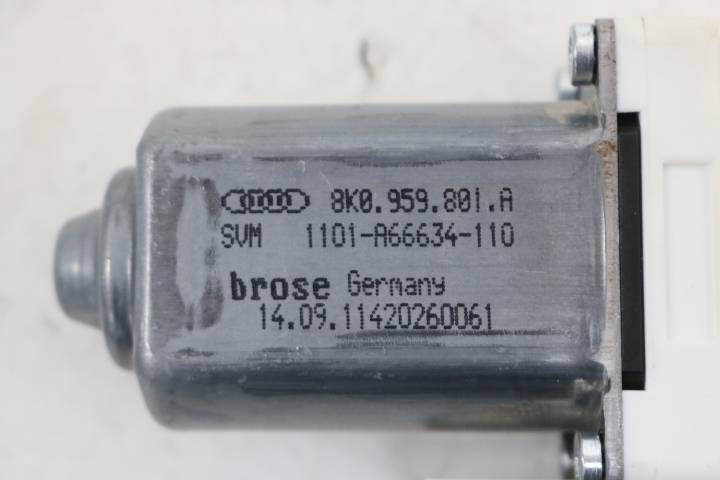 8K0.959.801.A
SVM 1101-A66634-110
brose Germany
14.09.11420260061